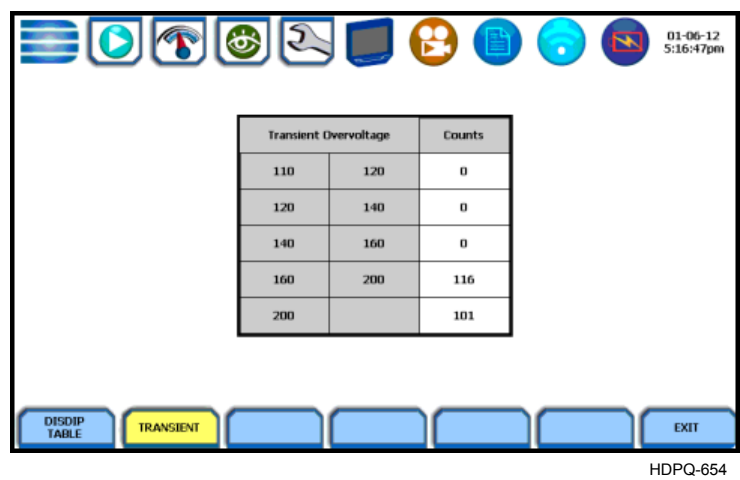 01-06-12
5:16:47pm
Transient Overvoltage Counts
110 120 0
120 140 0
140 160 0
160 200 116
200 101
DISDIP
TABLE
TRANSIENT
EXIT
HDPQ-654